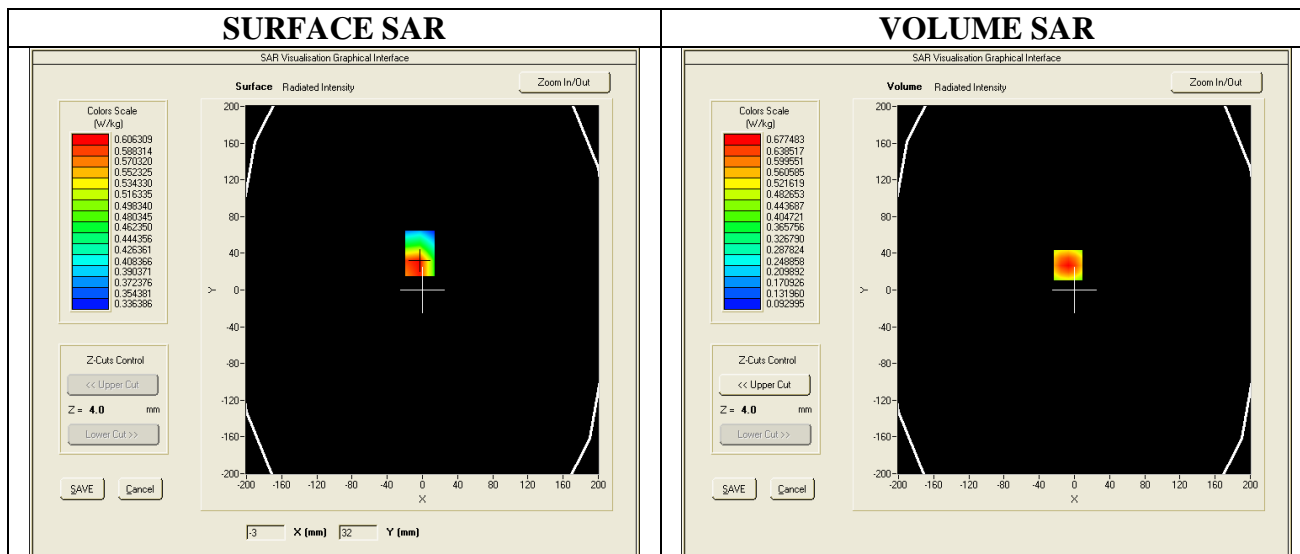 SURFACE SAR
SAR Visualisation Graphical Interface
Surface Radiated Intensity
Zoom In/Out
Colors Scale
(W/kg)
0.606309
0.588314
0.570320
0.552325
0.534330
0.516335
0.498340
0.480345
0.462350
0.444356
0.426361
0.408366
0.390371
0.372376
0.354381
0.336386
Y
200
160
120
80
40
0
-40
-80
-120
-160
-200
-200 -160 -120 -80 -40 0 40 80 120 160 200
X
Z-Cuts Control
<< Upper Cut
Z = 4.0 mm
Lower Cut >>
SAVE Cancel
-3 X (mm) 32 Y (mm)
VOLUME SAR
SAR Visualisation Graphical Interface
Volume Radiated Intensity
Zoom In/Out
Colors Scale
(W/kg)
0.677483
0.638517
0.599551
0.560585
0.521619
0.482653
0.443687
0.404721
0.365756
0.326790
0.287824
0.248858
0.209892
0.170926
0.131960
0.092995
Y
200
160
120
80
40
0
-40
-80
-120
-160
-200
-200 -160 -120 -80 -40 0 40 80 120 160 200
X
Z-Cuts Control
<< Upper Cut
Z = 4.0 mm
Lower Cut >>
SAVE Cancel